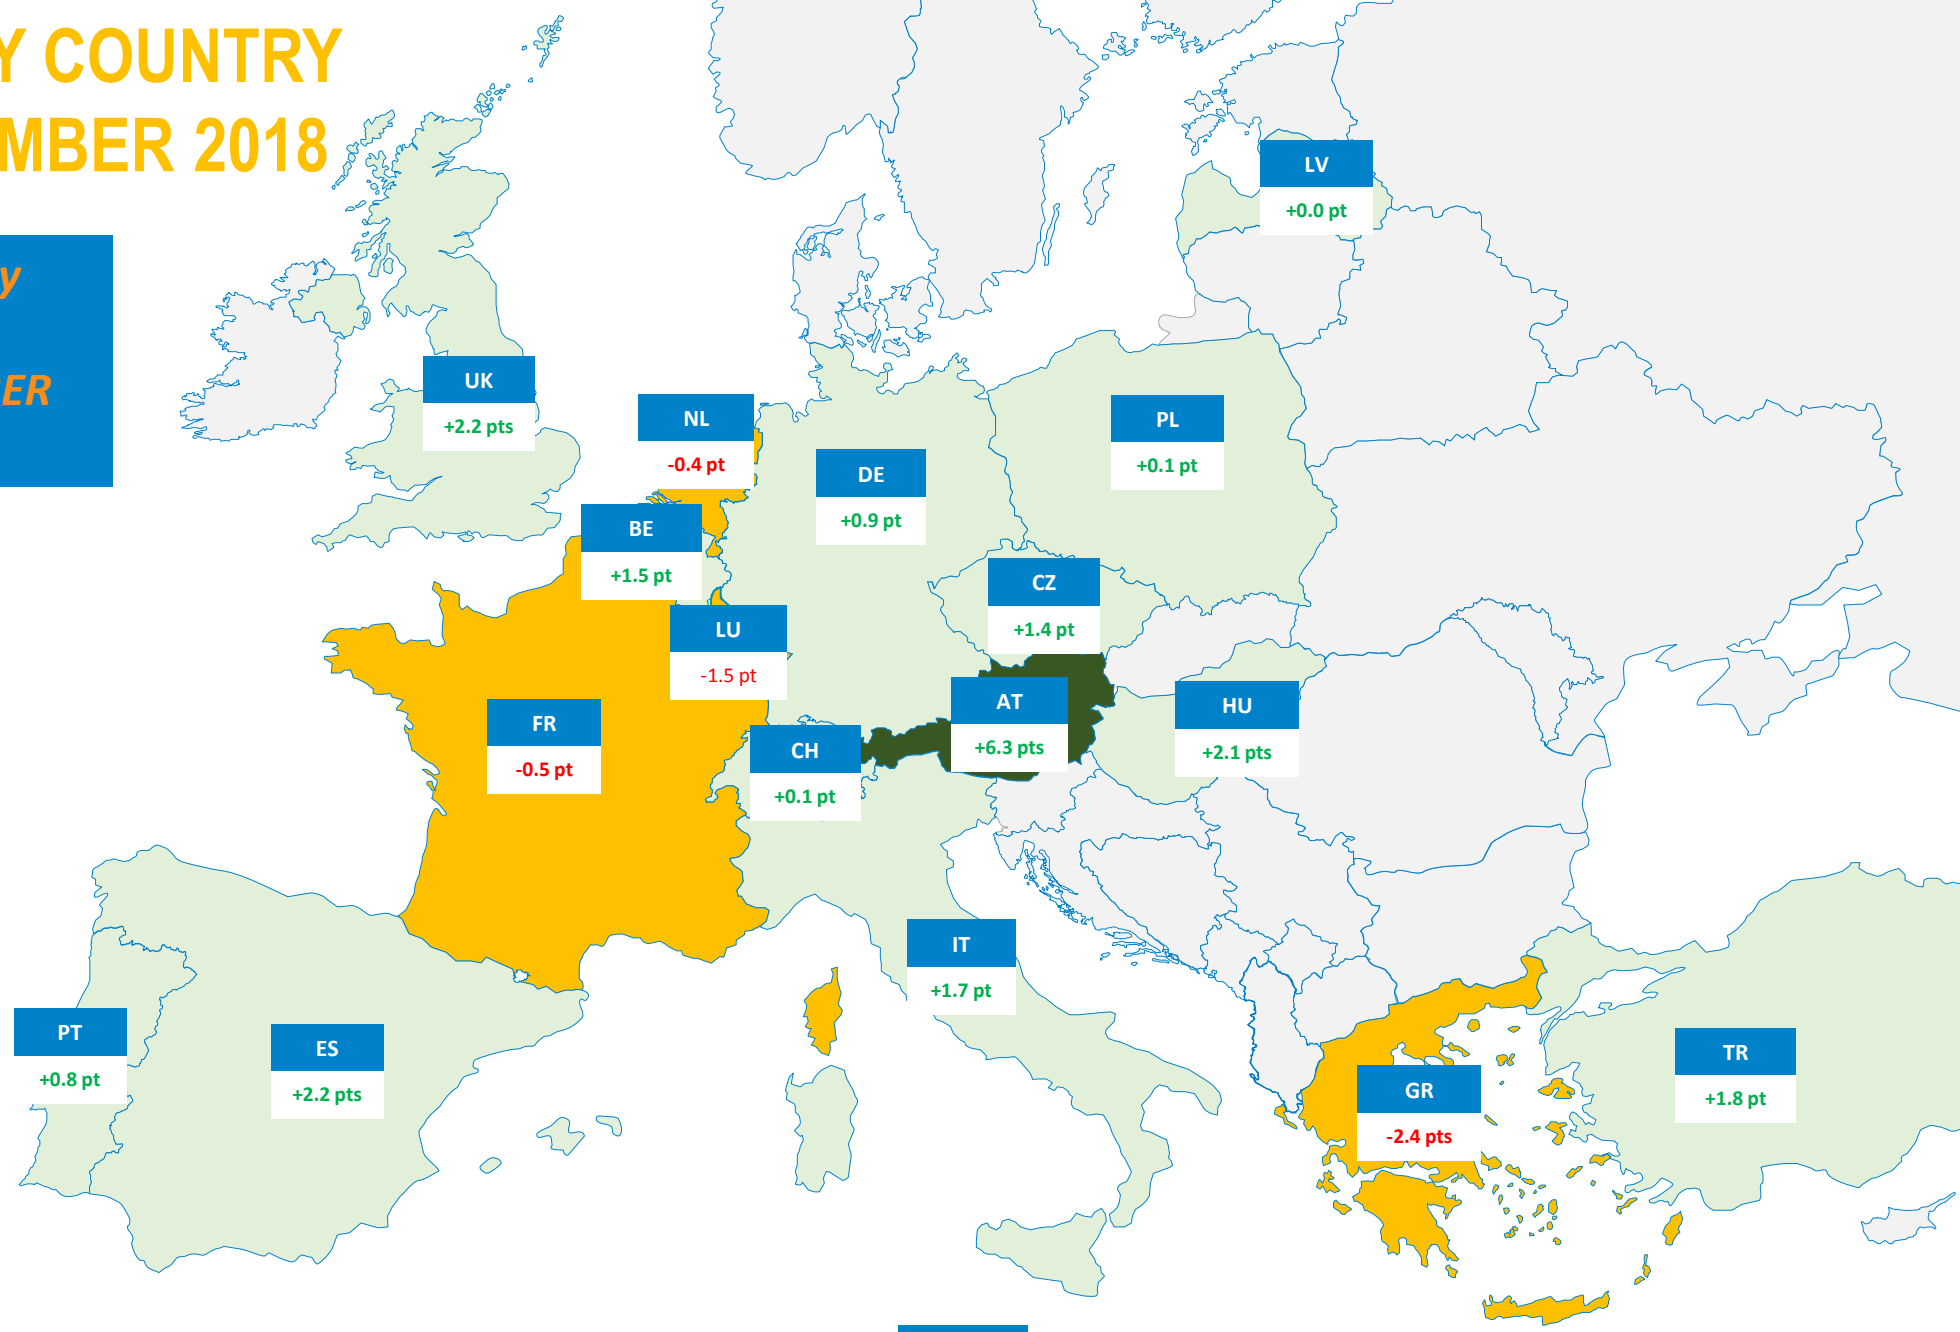 Y COUNTRY
MBER 2018
y
ER
LV
+0.0 pt
UK
+2.2 pts
NL
-0.4 pt
PL
+0.1 pt
DE
+0.9 pt
BE
+1.5 pt
CZ
+1.4 pt
LU
-1.5 pt
AT
+6.3 pts
HU
+2.1 pts
FR
-0.5 pt
CH
+0.1 pt
IT
+1.7 pt
PT
+0.8 pt
ES
+2.2 pts
TR
+1.8 pt
GR
-2.4 pts